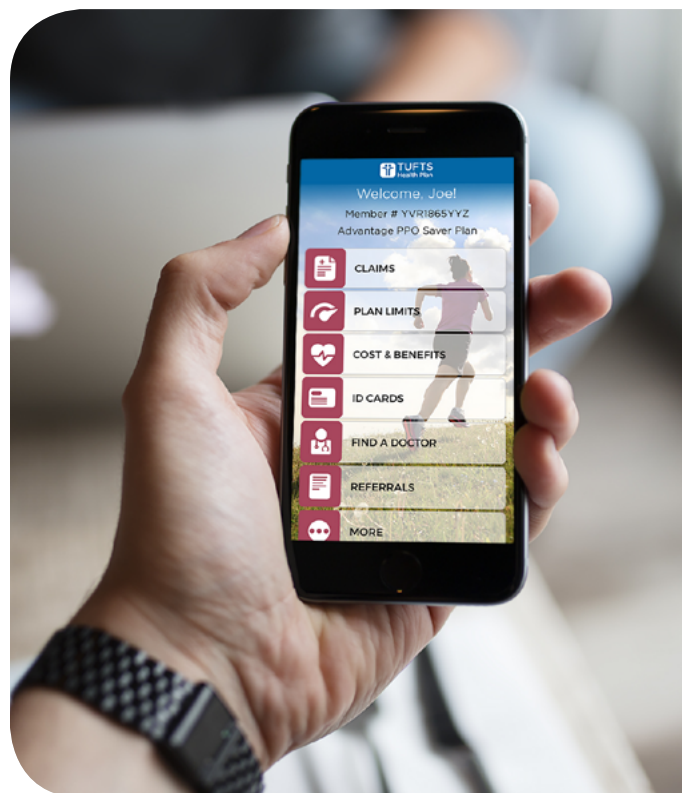 TUFTS
Health Plan
Welcome, Joe!
Member # YVR1865YYZ
Advantage PPO Saver Plan
CLAIMS
PLAN LIMITS
COST & BENEFITS
ID CARDS
FIND A DOCTOR
REFERRALS
MORE